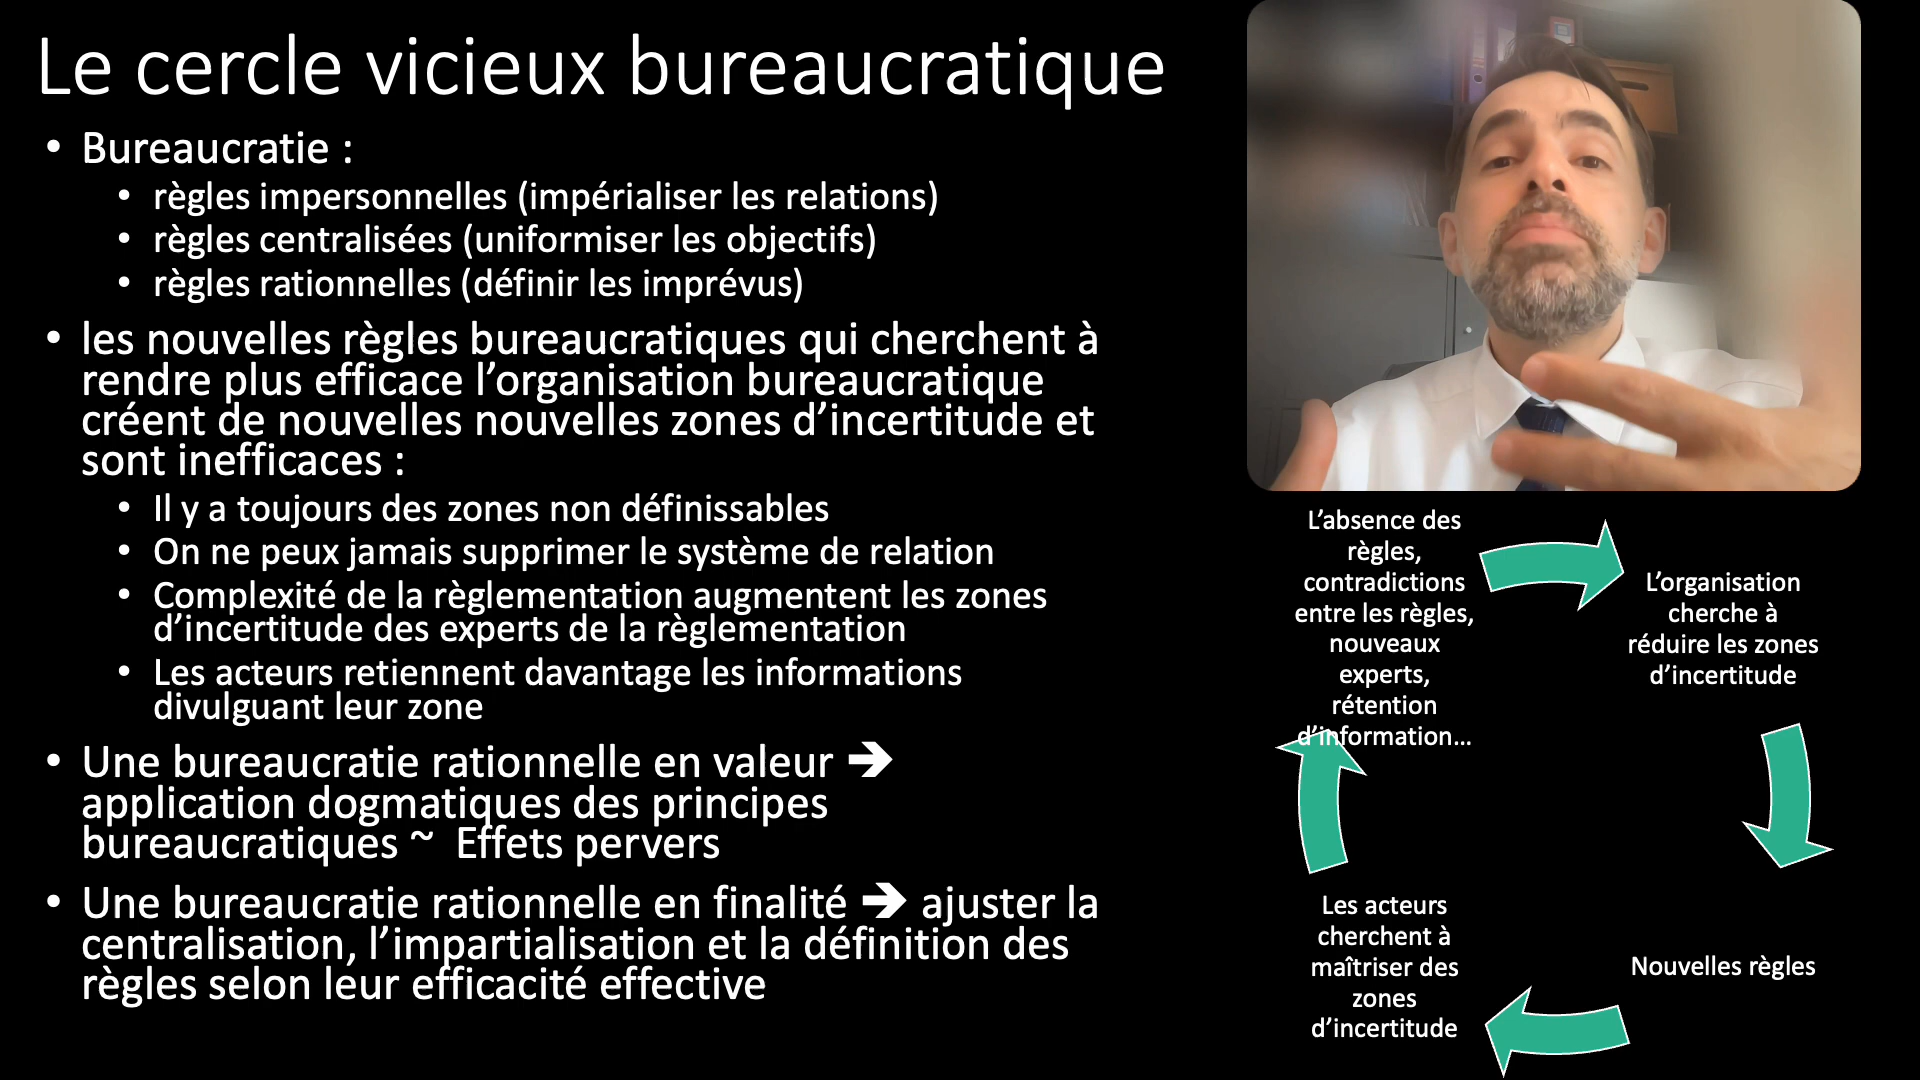 Le cercle vicieux bureaucratique
• Bureaucratie :
• règles impersonnelles (impérialiser les relations)
• règles centralisées (uniformiser les objectifs)
• règles rationnelles (définir les imprévus)
• les nouvelles règles bureaucratiques qui cherchent à
rendre plus efficace l’organisation bureaucratique
créent de nouvelles nouvelles zones d’incertitude et
sont inefficaces :
• Il y a toujours des zones non définissables
• On ne peux jamais supprimer le système de relation
• Complexité de la règlementation augmentent les zones
d’incertitude des experts de la règlementation
• Les acteurs retiennent davantage les informations
divulguant leur zone
• Une bureaucratie rationnelle en valeur ➔
application dogmatiques des principes
bureaucratiques ~ Effets pervers
• Une bureaucratie rationnelle en finalité ➔ ajuster la
centralisation, l’impartialisation et la définition des
règles selon leur efficacité effective
L’absence des
règles,
contradictions
entre les règles,
nouveaux
experts,
rétention
d’information…
L’organisation
cherche à
réduire les zones
d’incertitude
Nouvelles règles
Les acteurs
cherchent à
maîtriser des
zones
d’incertitude